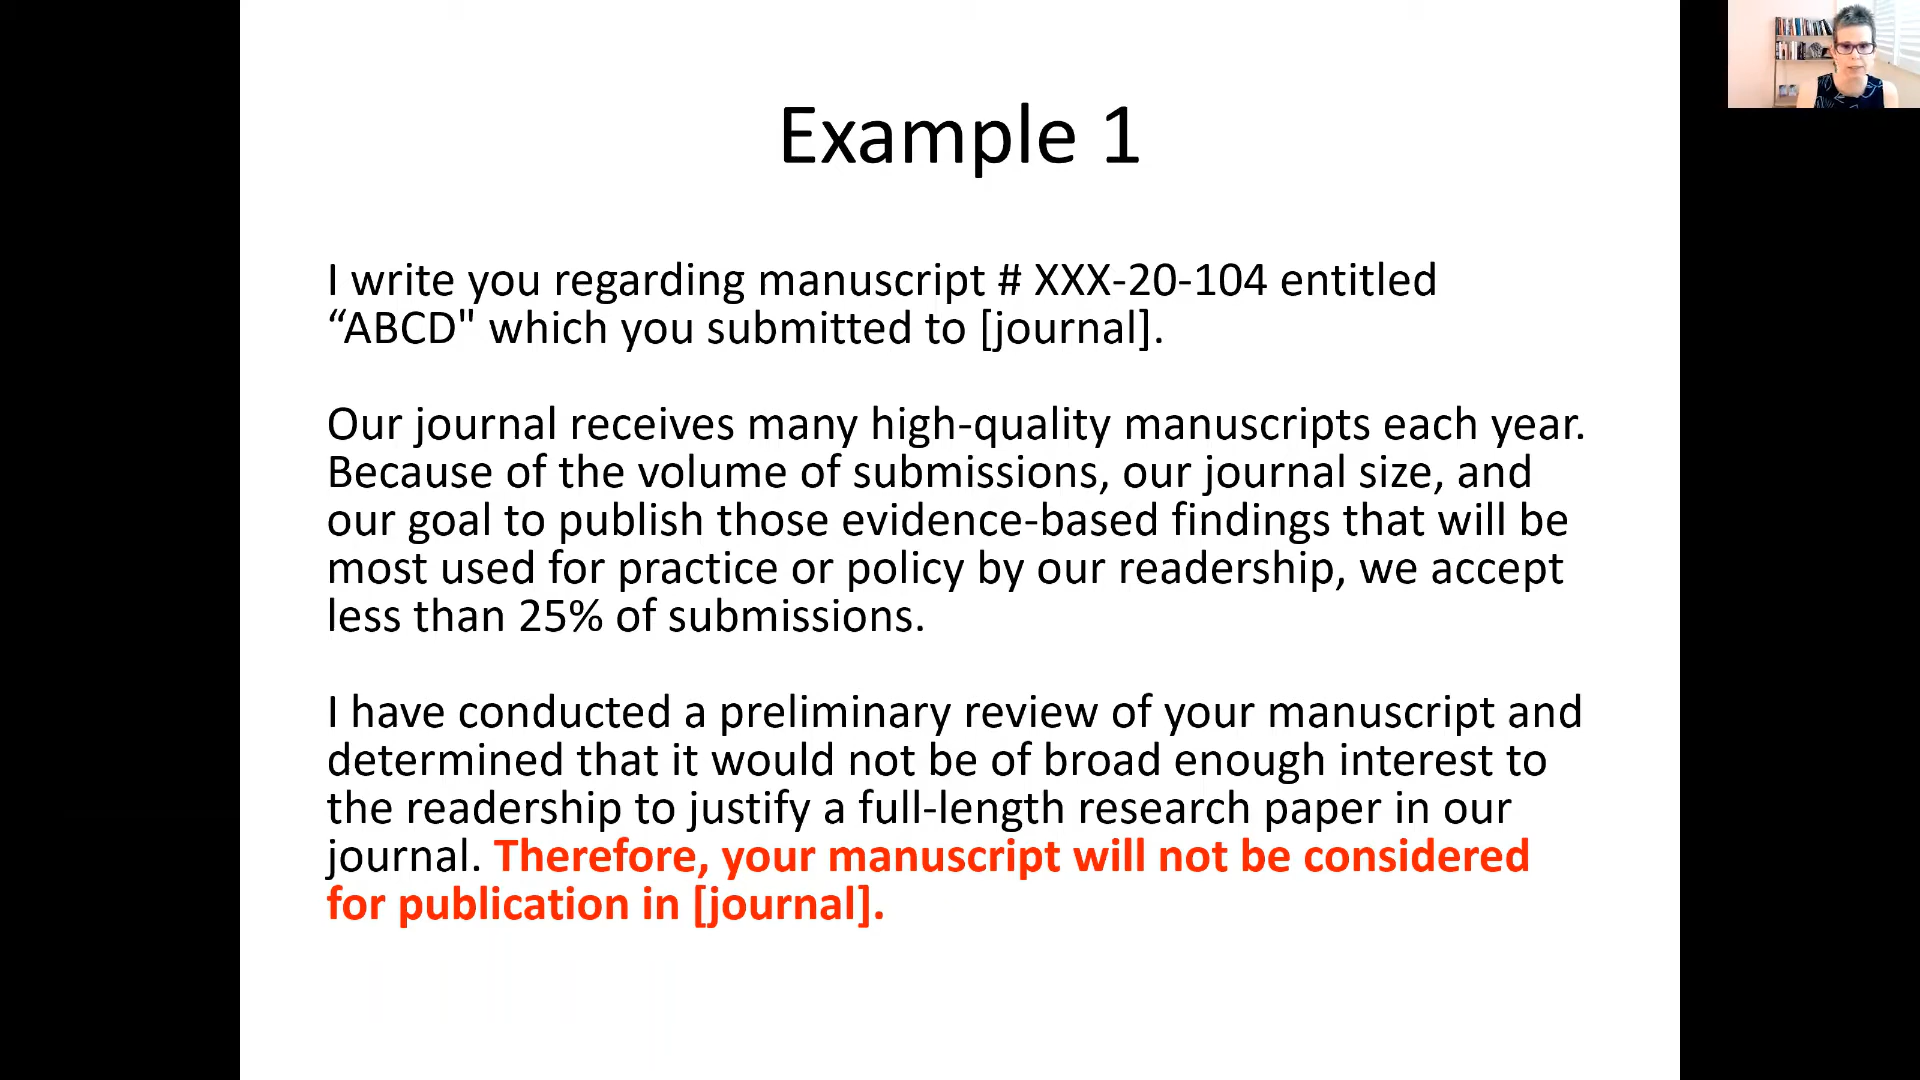 Example 1
I write you regarding manuscript # XXX-20-104 entitled
“ABCD" which you submitted to [journal].
Our journal receives many high-quality manuscripts each year.
Because of the volume of submissions, our journal size, and
our goal to publish those evidence-based findings that will be
most used for practice or policy by our readership, we accept
less than 25% of submissions.
I have conducted a preliminary review of your manuscript and
determined that it would not be of broad enough interest to
the readership to justify a full-length research paper in our
journal. Therefore, your manuscript will not be considered
for publication in [journal].